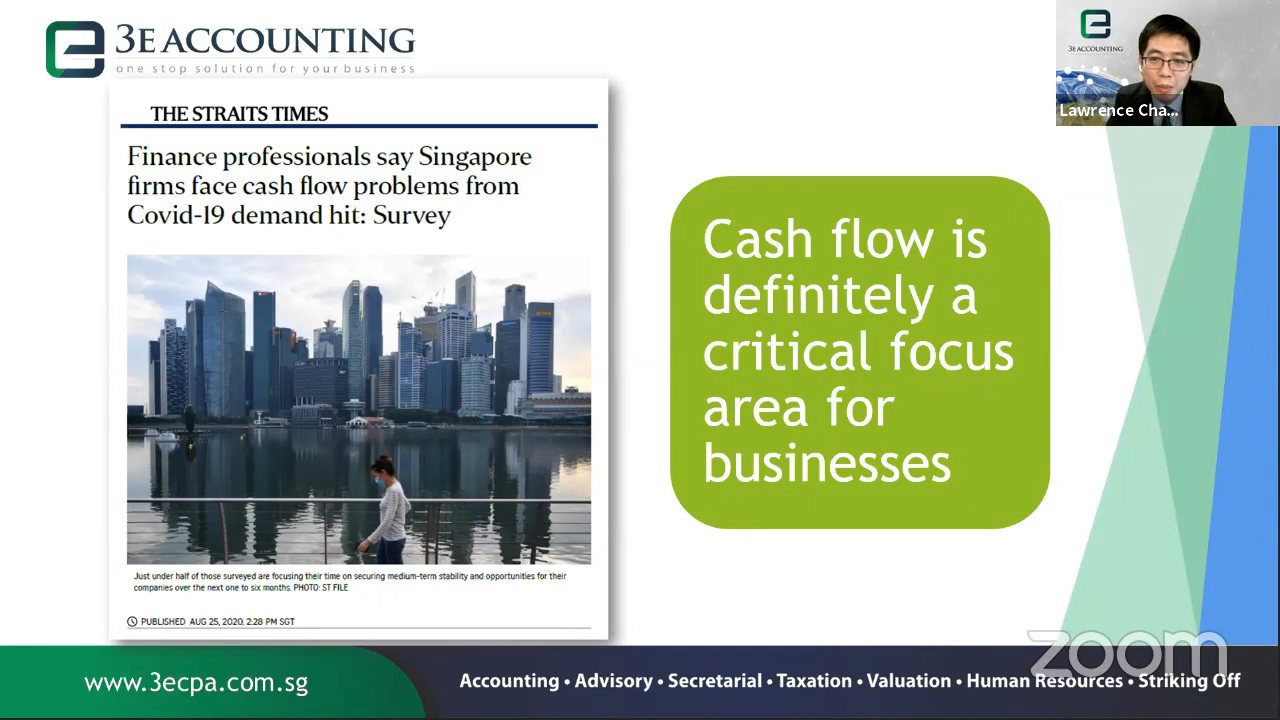 3E ACCOUNTING
one stop solution for your business
THE STRAITS TIMES
Finance professionals say Singapore
firms face cash flow problems from
Covid-19 demand hit: Survey
Just under half of those surveyed are focusing their time on securing medium-term stability and opportunities for their
companies over the next one to six months. PHOTO: ST FILE
PUBLISHED AUG 25, 2020, 2:28 PM SGT
Cash flow is
definitely a
critical focus
area for
businesses
3E ACCOUNTING
Lawrence Cha...
zoom
www.3ecpa.com.sg
Accounting • Advisory • Secretarial • Taxation • Valuation • Human Resources • Striking Off